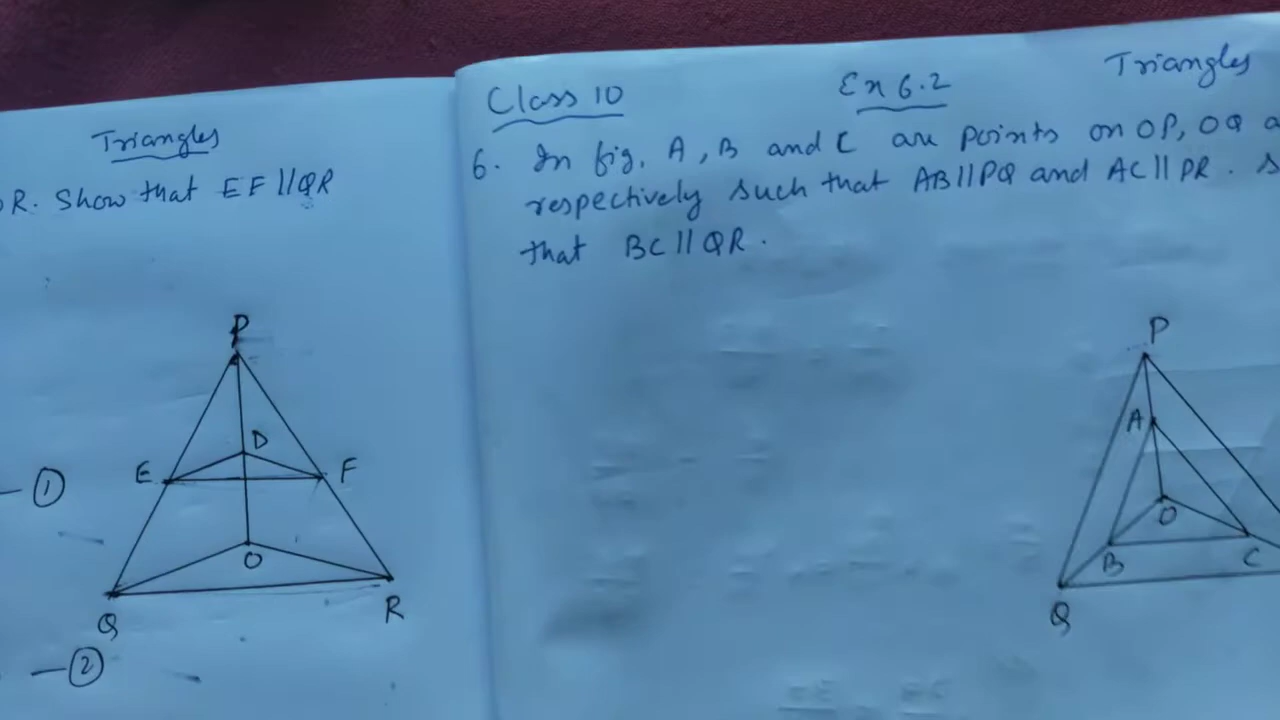 Triangles
R. Show that EF||QR
P
D
E
F
①
O
Q
R
②
Class 10
Ex 6.2
Triangles
6. In fig, A, B and C are points on OP, OQ a
respectively such that AB||PQ and AC||PR. S
that BC||QR.
P
A
O
B
C
Q